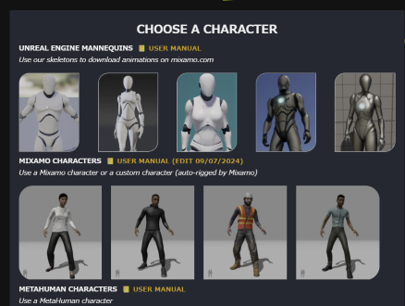 CHOOSE A CHARACTER
UNREAL ENGINE MANNEQUINS USER MANUAL
Use our skeletons to download animations on mixamo.com
MIXAMO CHARACTERS USER MANUAL (EDIT 09/07/2024)
Use a Mixamo character or a custom character (auto-rigged by Mixamo)
METAHUMAN CHARACTERS USER MANUAL
Use a MetaHuman character